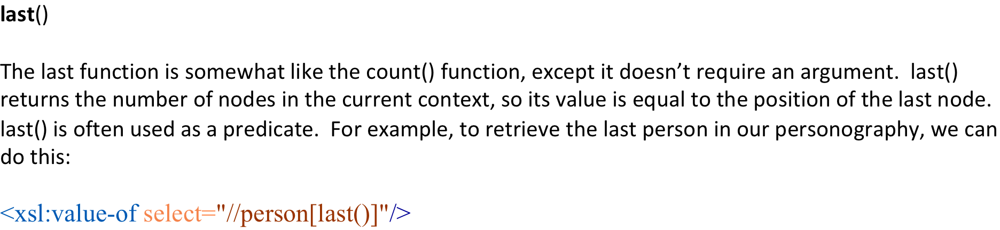 last()
The last function is somewhat like the count() function, except it doesn’t require an argument.  last()
returns the number of nodes in the current context, so its value is equal to the position of the last node.
last() is often used as a predicate.  For example, to retrieve the last person in our personography, we can
do this:
<xsl:value-of select="//person[last()]"/>